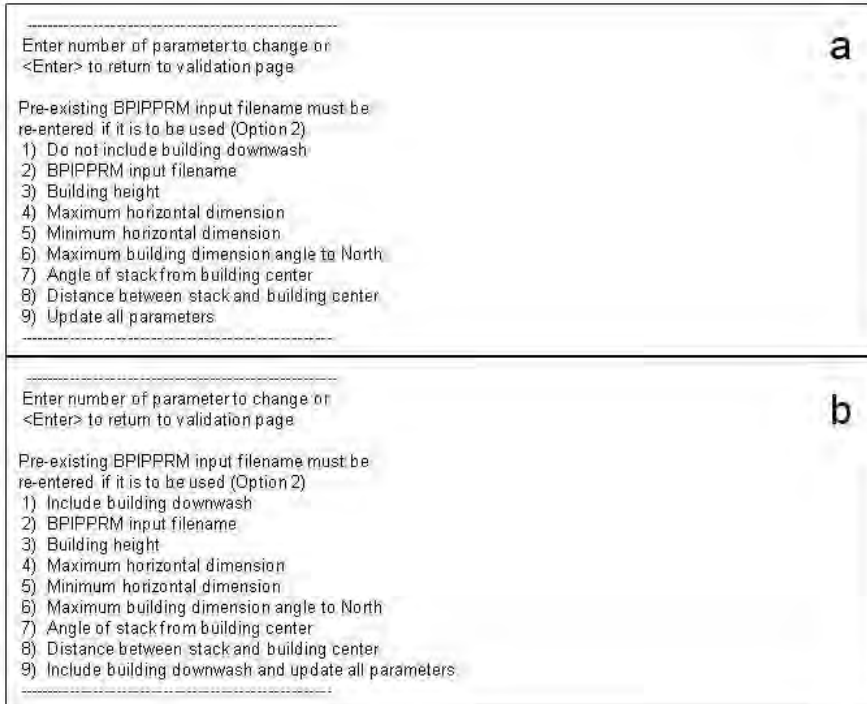 -------------------------------------------------------
Enter number of parameter to change or
<Enter> to return to validation page
a
Pre-existing BPIPPRM input filename must be
re-entered if it is to be used (Option 2)
1) Do not include building downwash
2) BPIPPRM input filename
3) Building height
4) Maximum horizontal dimension
5) Minimum horizontal dimension
6) Maximum building dimension angle to North
7) Angle of stack from building center
8) Distance between stack and building center
9) Update all parameters
-------------------------------------------------------
-------------------------------------------------------
Enter number of parameter to change or
<Enter> to return to validation page
b
Pre-existing BPIPPRM input filename must be
re-entered if it is to be used (Option 2)
1) Include building downwash
2) BPIPPRM input filename
3) Building height
4) Maximum horizontal dimension
5) Minimum horizontal dimension
6) Maximum building dimension angle to North
7) Angle of stack from building center
8) Distance between stack and building center
9) Include building downwash and update all parameters
-------------------------------------------------------